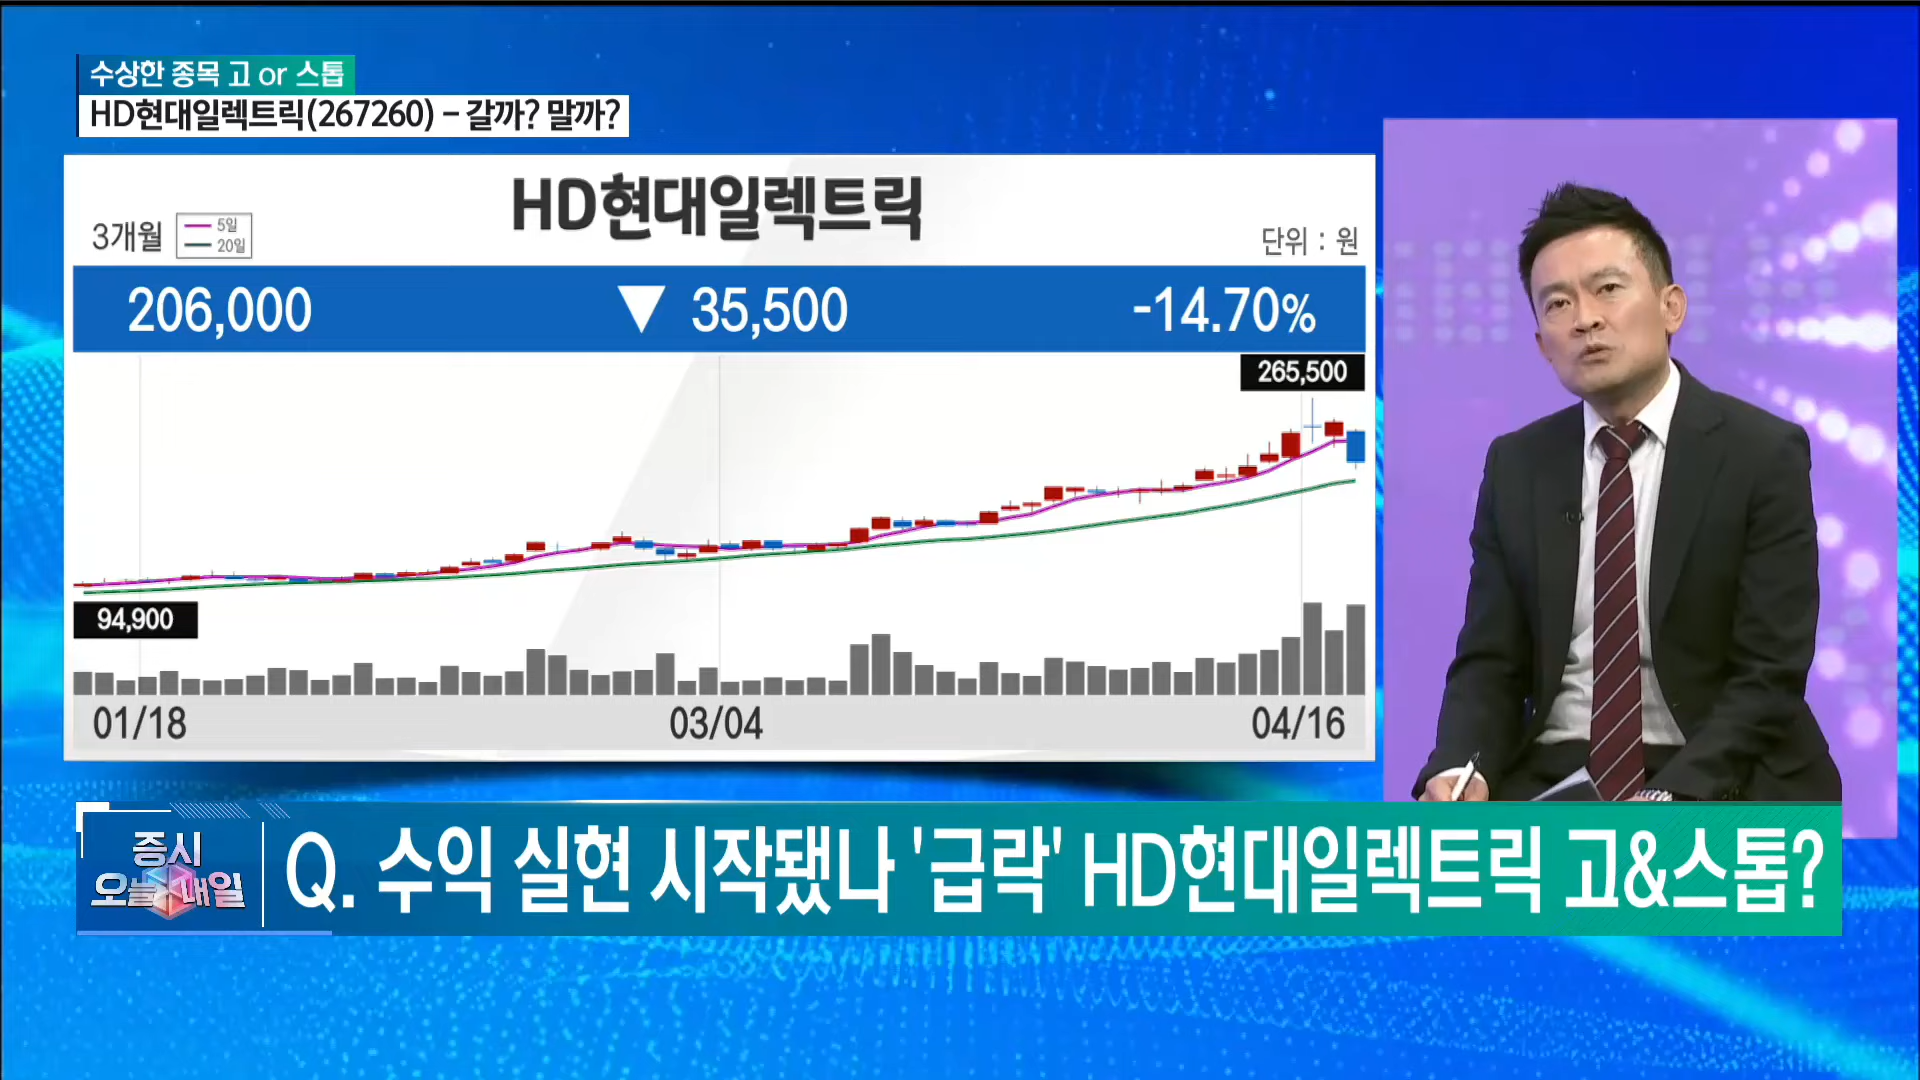 수상한 종목 고 or 스톱
HD현대일렉트릭(267260) – 갈까? 말까?
HD현대일렉트릭
3개월
5일
20일
단위 : 원
206,000 ▼ 35,500 -14.70%
265,500
94,900
01/18 03/04 04/16
증시
오늘 내일
Q. 수익 실현 시작됐나 '급락' HD현대일렉트릭 고&스톱?